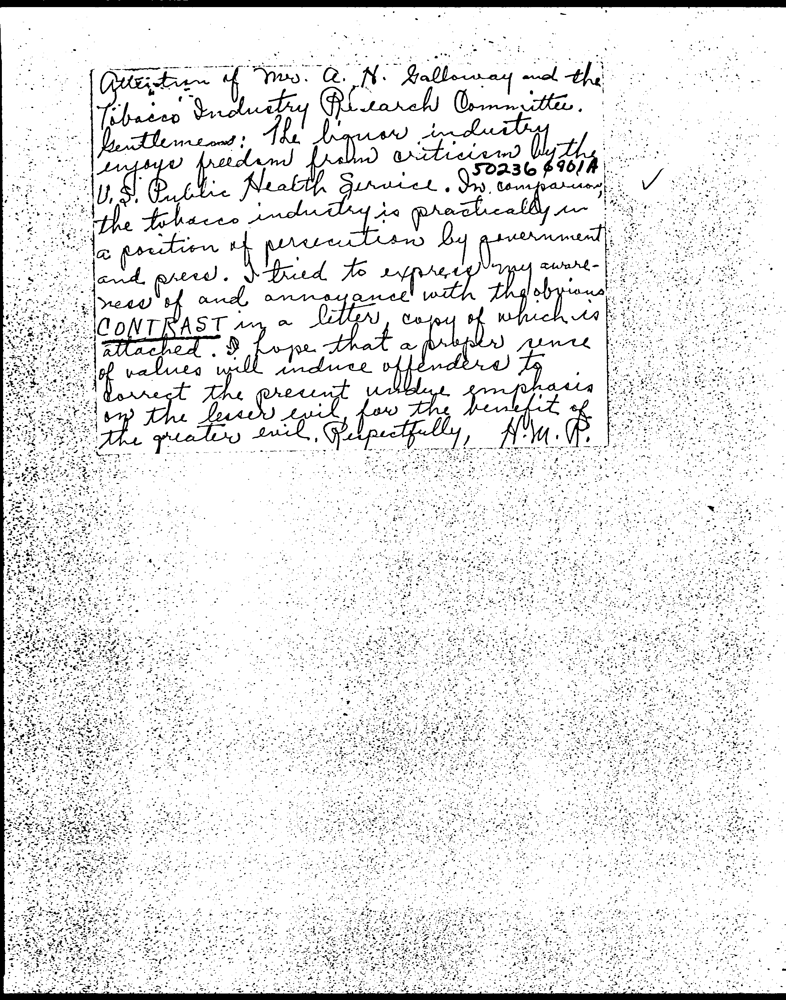 Attention of Mr. A. H. Galloway and the
Tobacco Industry Research Committee.
Gentlemen: The liquor industry
enjoys freedom from criticism by the
50236 6901A
U.S. Public Health Service. In comparison,
the tobacco industry is practically in
a position of persecution by government
and press. I tried to express my aware-
ness of and annoyance with the obvious
CONTRAST in a letter, copy of which is
attached. I hope that a proper sense
of values will induce offenders to
correct the present undue emphasis
on the lesser evil, for the benefit of
the greater evil. Respectfully, H.M.P.